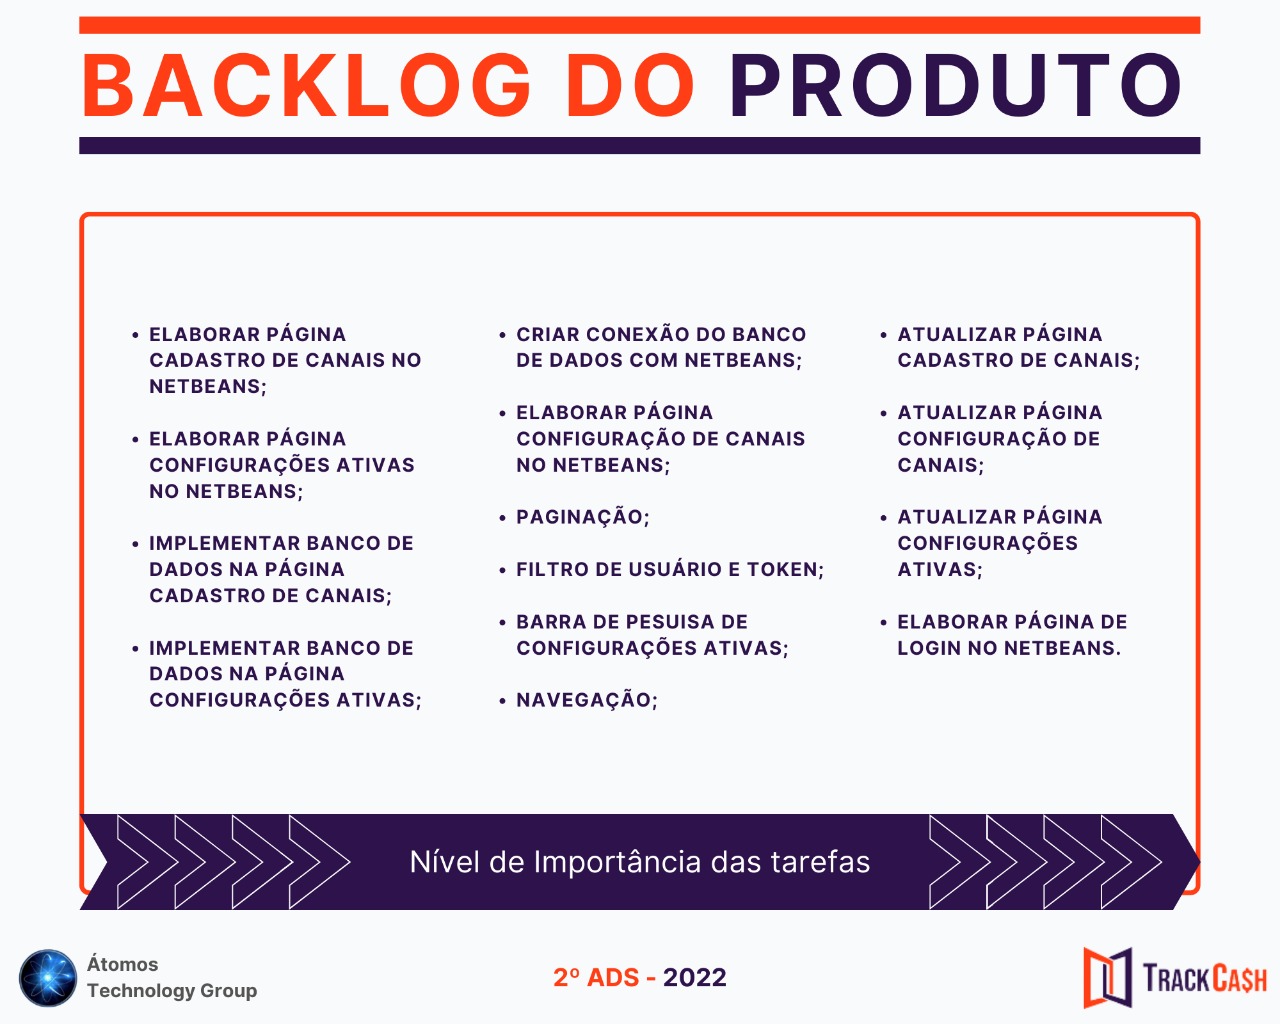 BACKLOG DO PRODUTO
• ELABORAR PÁGINA
CADASTRO DE CANAIS NO
NETBEANS;
• ELABORAR PÁGINA
CONFIGURAÇÕES ATIVAS
NO NETBEANS;
• IMPLEMENTAR BANCO DE
DADOS NA PÁGINA
CADASTRO DE CANAIS;
• IMPLEMENTAR BANCO DE
DADOS NA PÁGINA
CONFIGURAÇÕES ATIVAS;
• CRIAR CONEXÃO DO BANCO
DE DADOS COM NETBEANS;
• ELABORAR PÁGINA
CONFIGURAÇÃO DE CANAIS
NO NETBEANS;
• PAGINAÇÃO;
• FILTRO DE USUÁRIO E TOKEN;
• BARRA DE PESUISA DE
CONFIGURAÇÕES ATIVAS;
• NAVEGAÇÃO;
• ATUALIZAR PÁGINA
CADASTRO DE CANAIS;
• ATUALIZAR PÁGINA
CONFIGURAÇÃO DE
CANAIS;
• ATUALIZAR PÁGINA
CONFIGURAÇÕES
ATIVAS;
• ELABORAR PÁGINA DE
LOGIN NO NETBEANS.
Nível de Importância das tarefas
Átomos
Technology Group
2º ADS - 2022
TRACKCA$H